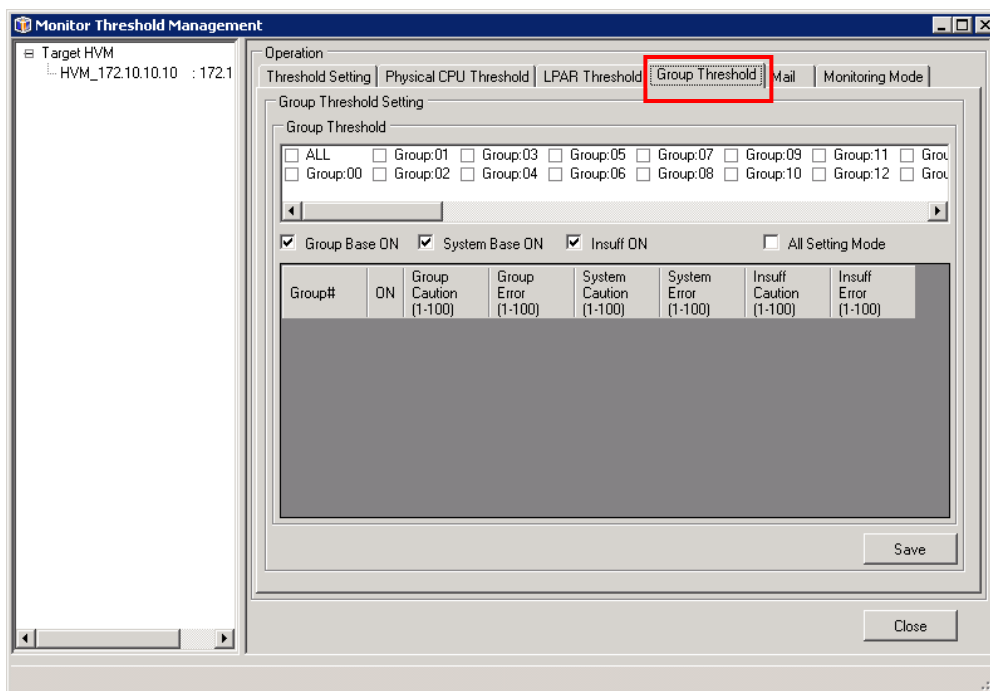 Monitor Threshold Management
Target HVM
HVM_172.10.10.10 : 172.1
Operation
Threshold Setting Physical CPU Threshold LPAR Threshold Group Threshold Mail Monitoring Mode
Group Threshold Setting
Group Threshold
ALL Group:01 Group:03 Group:05 Group:07 Group:09 Group:11 Grou
Group:00 Group:02 Group:04 Group:06 Group:08 Group:10 Group:12 Grou
Group Base ON System Base ON Insuff ON All Setting Mode
Group# ON Group Caution (1-100) Group Error (1-100) System Caution (1-100) System Error (1-100) Insuff Caution (1-100) Insuff Error (1-100)
Save
Close